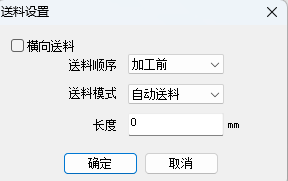 送料设置
横向送料
送料顺序 加工前
送料模式 自动送料
长度 0 mm
确定 取消